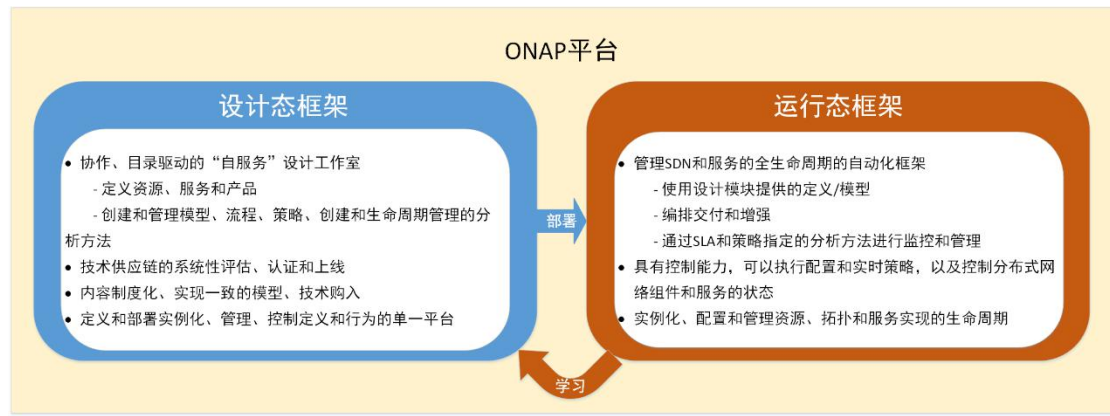 ONAP平台
设计态框架
• 协作、目录驱动的“自服务”设计工作室
- 定义资源、服务和产品
- 创建和管理模型、流程、策略、创建和生命周期管理的分
析方法
• 技术供应链的系统性评估、认证和上线
• 内容制度化、实现一致的模型、技术购入
• 定义和部署实例化、管理、控制定义和行为的单一平台
部署
运行态框架
• 管理SDN和服务的全生命周期的自动化框架
- 使用设计模块提供的定义/模型
- 编排交付和增强
- 通过SLA和策略指定的分析方法进行监控和管理
• 具有控制能力，可以执行配置和实时策略，以及控制分布式网
络组件和服务的状态
• 实例化、配置和管理资源、拓扑和服务实现的生命周期
学习